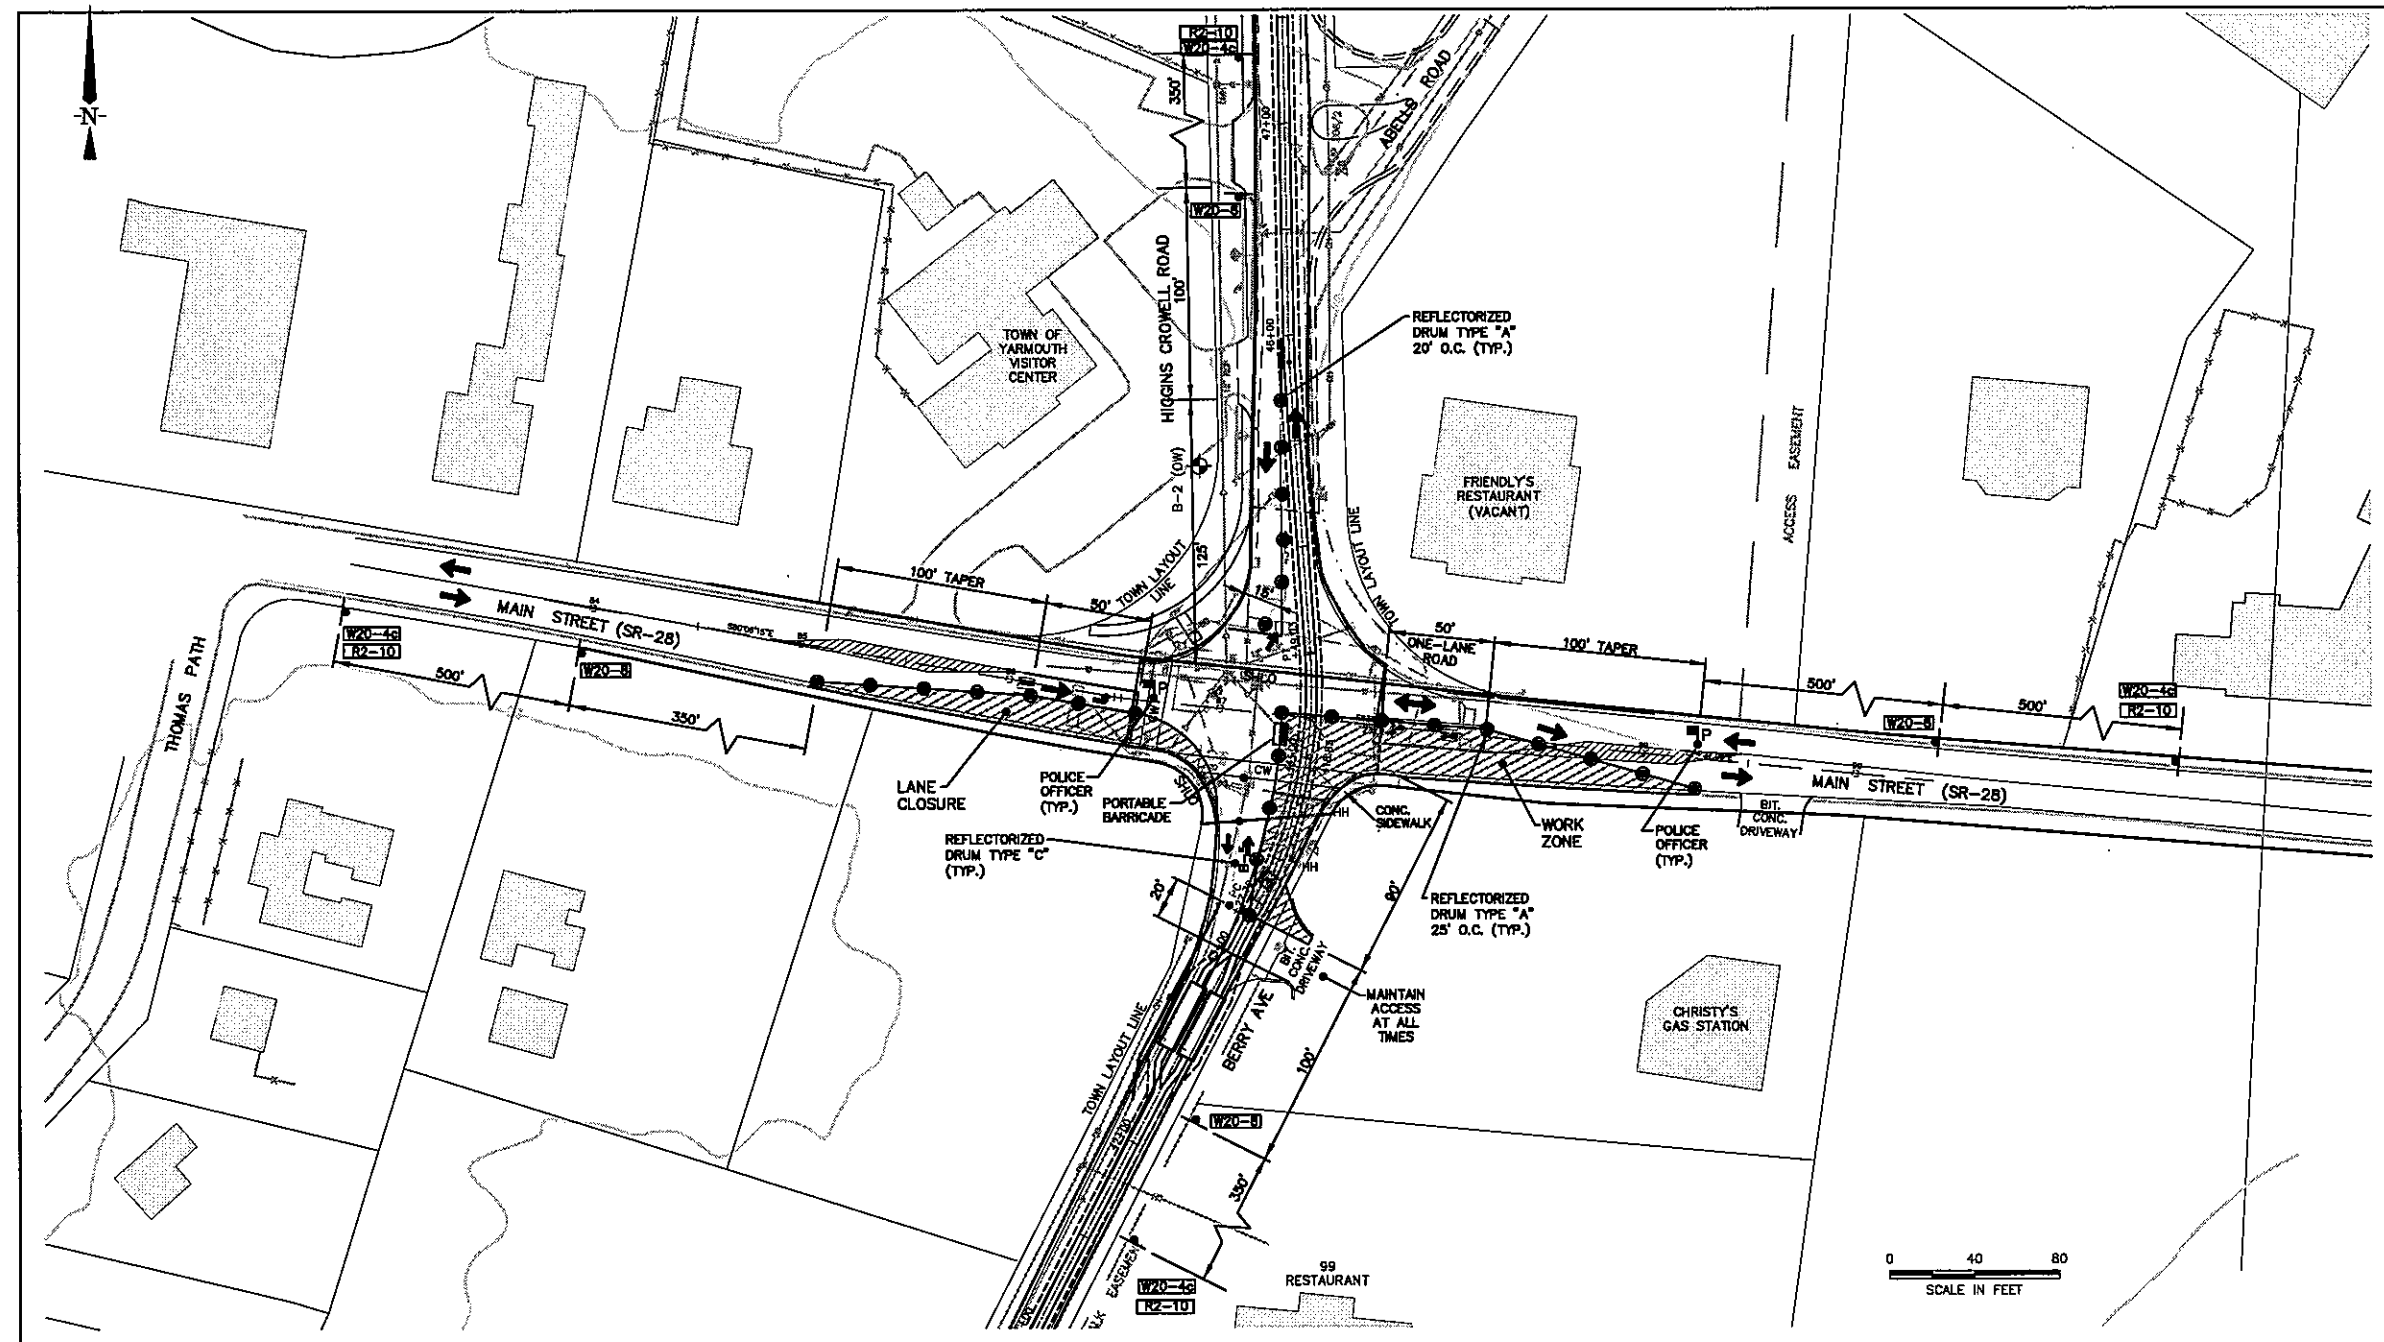 N
R2-10
W20-4c
350'
47+00
ABELLS ROAD
W20-8
HIGGINS CROWELL ROAD
100'
46+00
REFLECTORIZED
DRUM TYPE "A"
20' O.C. (TYP.)
TOWN OF
YARMOUTH
VISITOR
CENTER
ACCESS EASEMENT
B-2 (OW)
FRIENDLY'S
RESTAURANT
(VACANT)
125'
TOWN LAYOUT
LINE
TOWN LAYOUT LINE
100' TAPER
50'
15'
MAIN STREET (SR-28)
50'
ONE-LANE
ROAD
100' TAPER
THOMAS PATH
W20-4c
R2-10
W20-8
500'
350'
SHLO
P
500'
500'
W20-4c
R2-10
W20-8
P
LANE
CLOSURE
POLICE
OFFICER
(TYP.)
PORTABLE
BARRICADE
CW
SHLO
MAIN STREET (SR-28)
BIT.
CONC.
DRIVEWAY
CONC.
SIDEWALK
HH
WORK
ZONE
POLICE
OFFICER
(TYP.)
REFLECTORIZED
DRUM TYPE "C"
(TYP.)
HH
20'
80'
REFLECTORIZED
DRUM TYPE "A"
25' O.C. (TYP.)
BIT.
CONC.
DRIVEWAY
MAINTAIN
ACCESS
AT ALL
TIMES
BERRY AVE
CHRISTY'S
GAS STATION
TOWN LAYOUT LINE
100'
42+00
W20-8
350'
W20-4c
R2-10
99
RESTAURANT
0 40 80
SCALE IN FEET